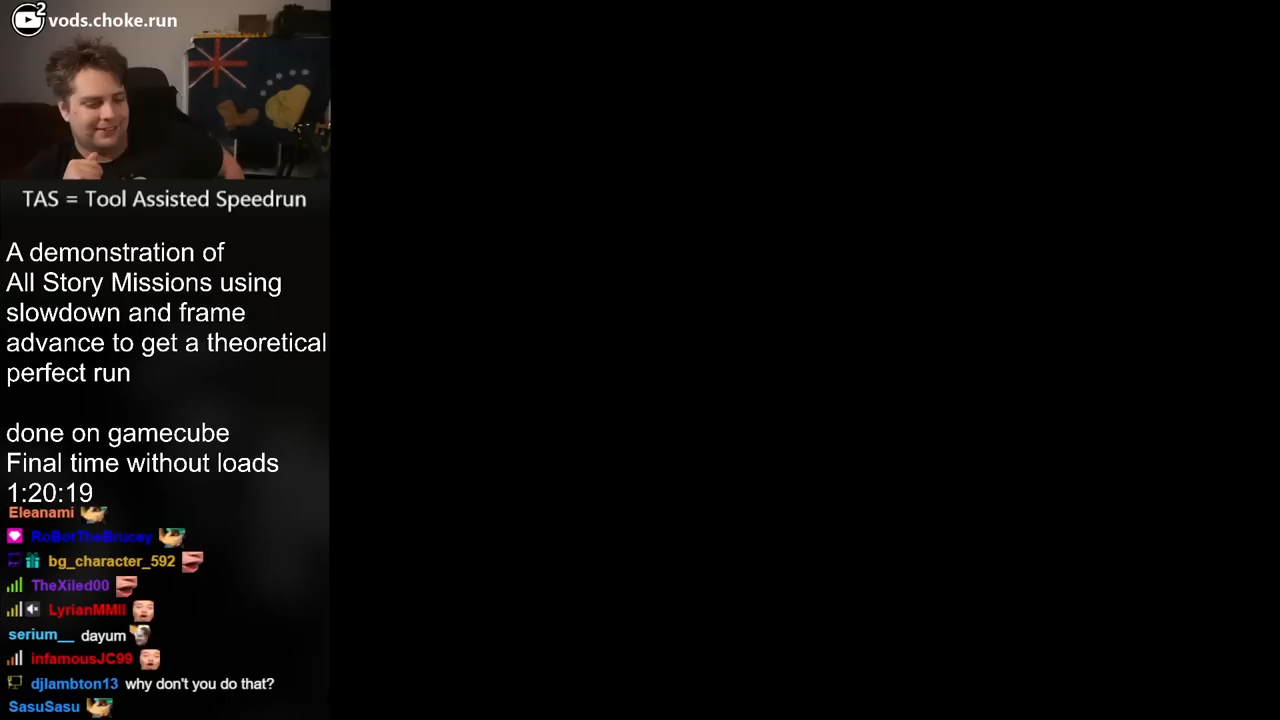 2
vods.choke.run
TAS = Tool Assisted Speedrun
A demonstration of
All Story Missions using
slowdown and frame
advance to get a theoretical
perfect run
done on gamecube
Final time without loads
1:20:19
Eleanami
RoBotTheBrucey
bg_character_592
TheXiled00
LyrianMMII
serium__ dayum
infamousJC99
djlambton13 why don't you do that?
SasuSasu